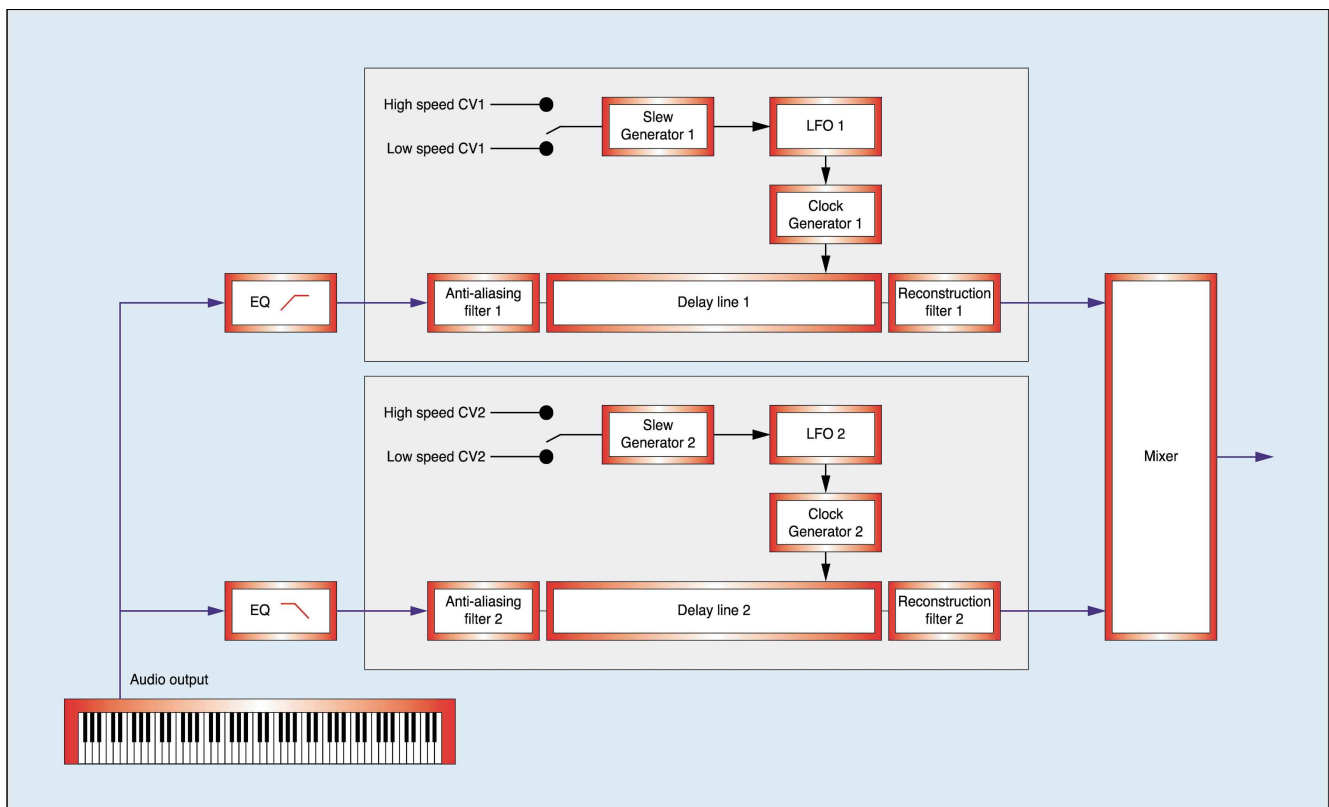 High speed CV1
Low speed CV1
Slew
Generator 1
LFO 1
Clock
Generator 1
EQ
Anti-aliasing
filter 1
Delay line 1
Reconstruction
filter 1
High speed CV2
Low speed CV2
Slew
Generator 2
LFO 2
Clock
Generator 2
EQ
Anti-aliasing
filter 2
Delay line 2
Reconstruction
filter 2
Mixer
Audio output